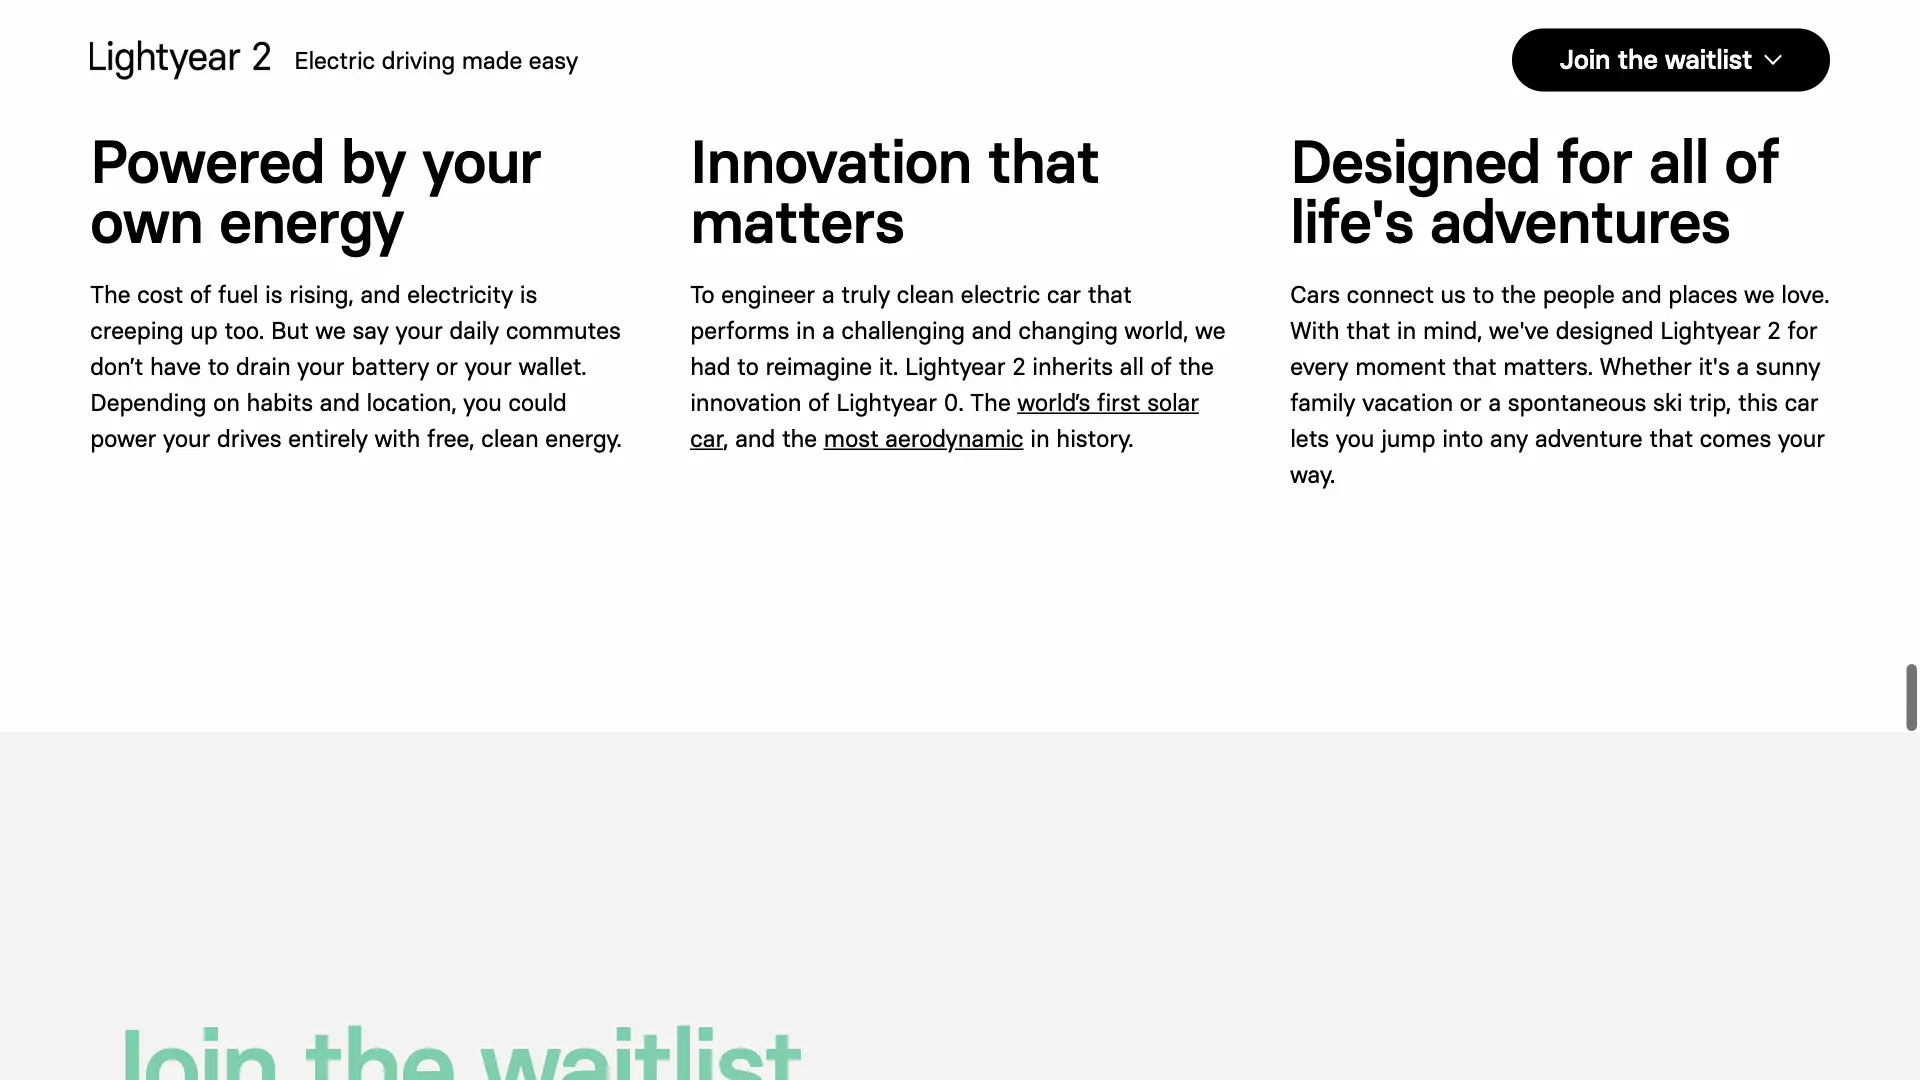 Lightyear 2 Electric driving made easy
Join the waitlist
Powered by your
own energy
The cost of fuel is rising, and electricity is
creeping up too. But we say your daily commutes
don’t have to drain your battery or your wallet.
Depending on habits and location, you could
power your drives entirely with free, clean energy.
Innovation that
matters
To engineer a truly clean electric car that
performs in a challenging and changing world, we
had to reimagine it. Lightyear 2 inherits all of the
innovation of Lightyear 0. The world’s first solar
car, and the most aerodynamic in history.
Designed for all of
life's adventures
Cars connect us to the people and places we love.
With that in mind, we've designed Lightyear 2 for
every moment that matters. Whether it's a sunny
family vacation or a spontaneous ski trip, this car
lets you jump into any adventure that comes your
way.
Join the waitlist